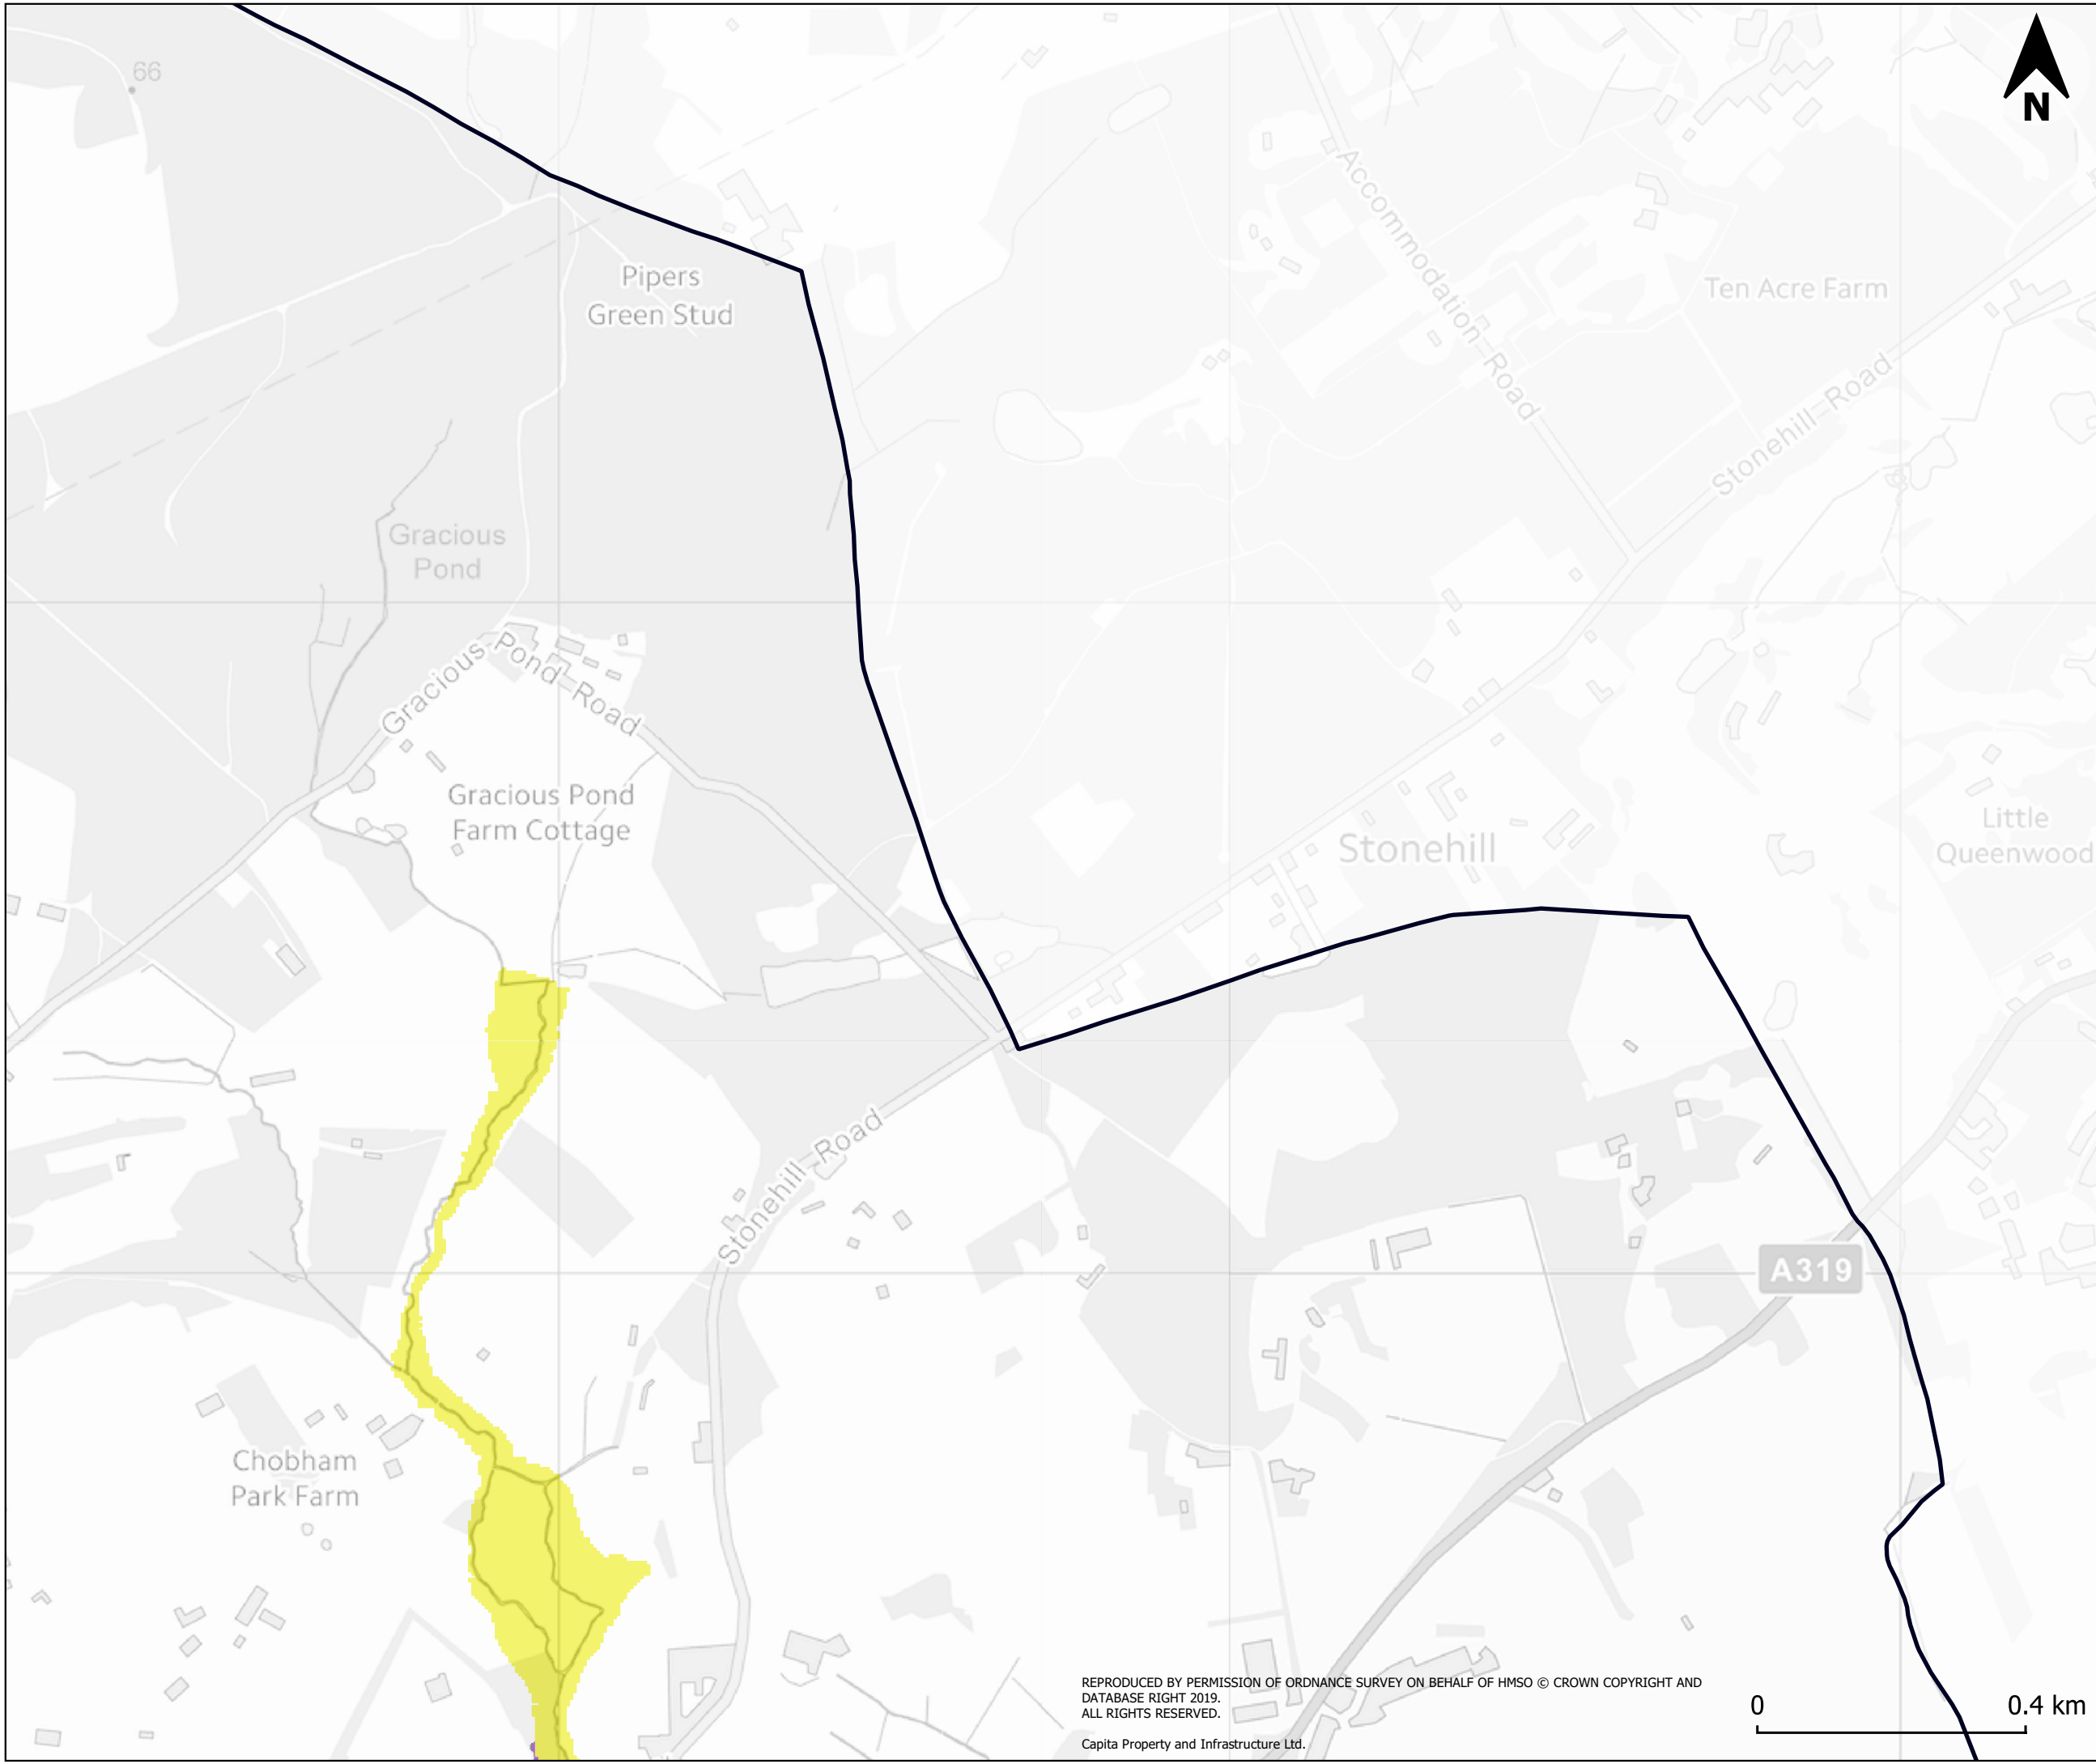 66
N
Accommodation Road
Pipers
Green Stud
Ten Acre Farm
Stonehill Road
Gracious
Pond
Gracious Pond Road
Gracious Pond
Farm Cottage
Stonehill
Little
Queenwood
Stonehill Road
A319
Chobham
Park Farm
REPRODUCED BY PERMISSION OF ORDNANCE SURVEY ON BEHALF OF HMSO © CROWN COPYRIGHT AND
DATABASE RIGHT 2019.
ALL RIGHTS RESERVED.
Capita Property and Infrastructure Ltd.
0 0.4 km